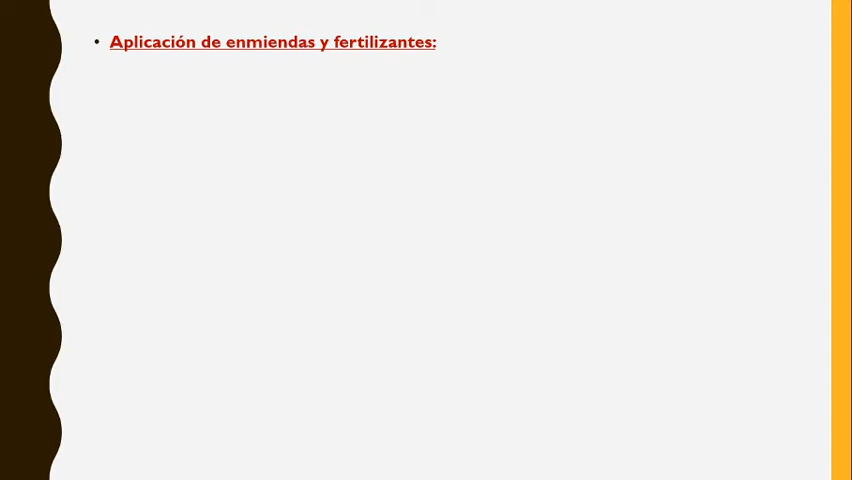 • Aplicación de enmiendas y fertilizantes: